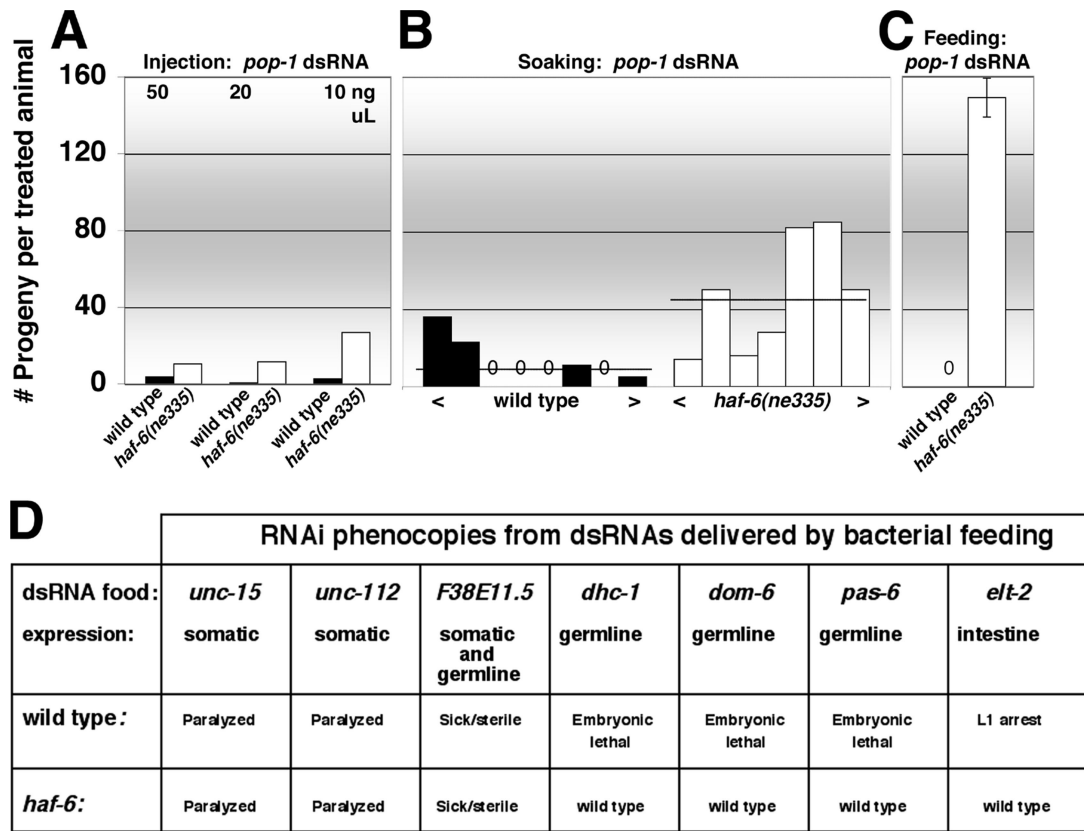 A
B
C
Injection: pop-1 dsRNA
Soaking: pop-1 dsRNA
Feeding:
pop-1 dsRNA
# Progeny per treated animal
160
120
80
40
0
50 20 10 ng
uL
wild type
haf-6(ne335)
wild type
haf-6(ne335)
wild type
haf-6(ne335)
0 0 0 0
< wild type >
< haf-6(ne335) >
0
wild type
haf-6(ne335)
D
RNAi phenocopies from dsRNAs delivered by bacterial feeding
dsRNA food: unc-15 unc-112 F38E11.5 dhc-1 dom-6 pas-6 elt-2
expression: somatic somatic somatic and germline germline germline germline intestine
wild type: Paralyzed Paralyzed Sick/sterile Embryonic lethal Embryonic lethal Embryonic lethal L1 arrest
haf-6: Paralyzed Paralyzed Sick/sterile wild type wild type wild type wild type